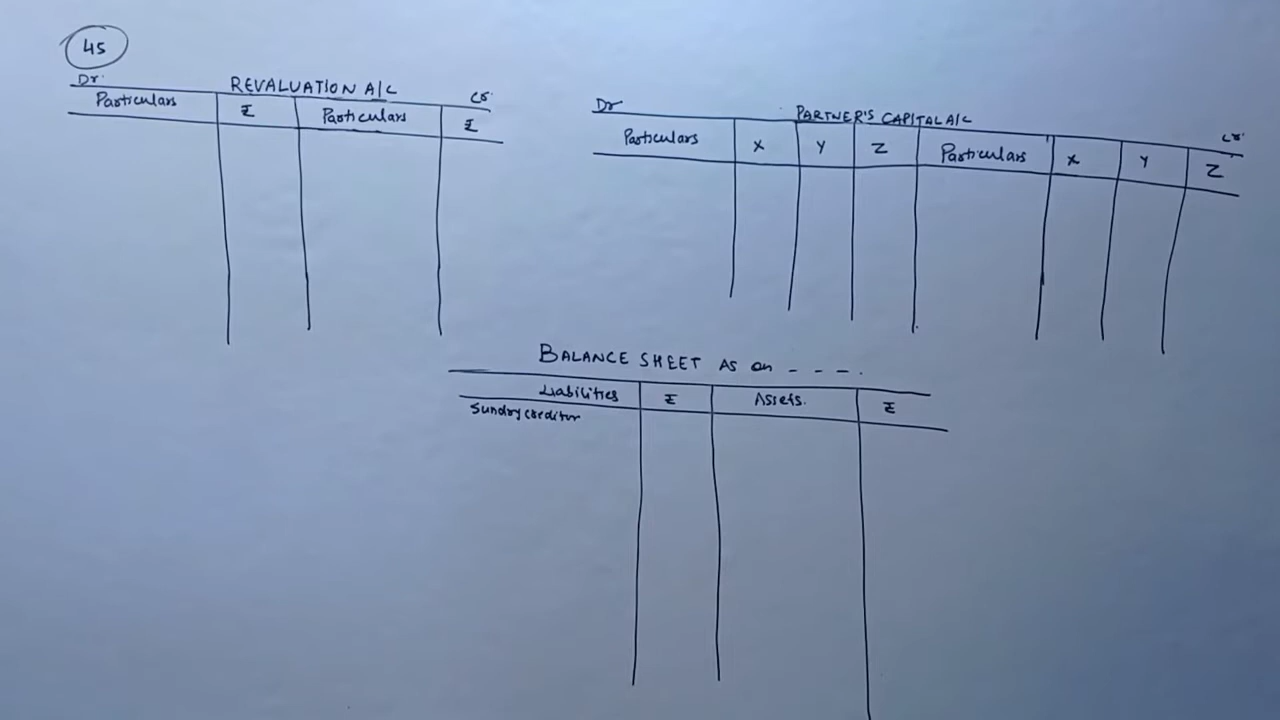 45
Dr. REVALUATION A/C Cr.
Particulars ₹ Particulars ₹
Dr PARTNER'S CAPITAL A/C Cr.
Particulars X Y Z Particulars X Y Z
BALANCE SHEET AS on - - - .
Liabilities ₹ Assets. ₹
Sundry creditor